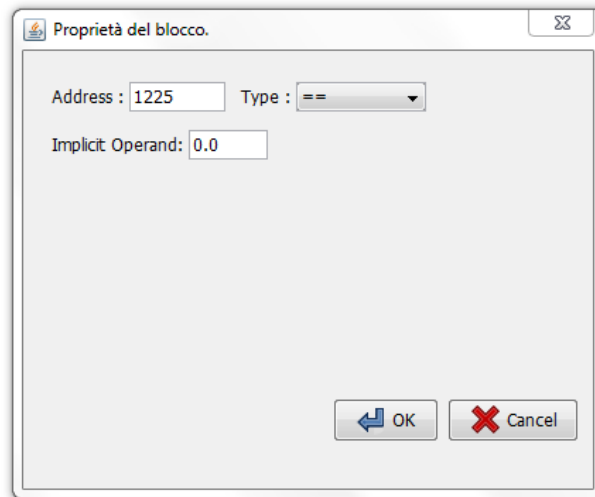 Proprietà del blocco.
Address : 1225 Type : ==
Implicit Operand: 0.0
OK Cancel